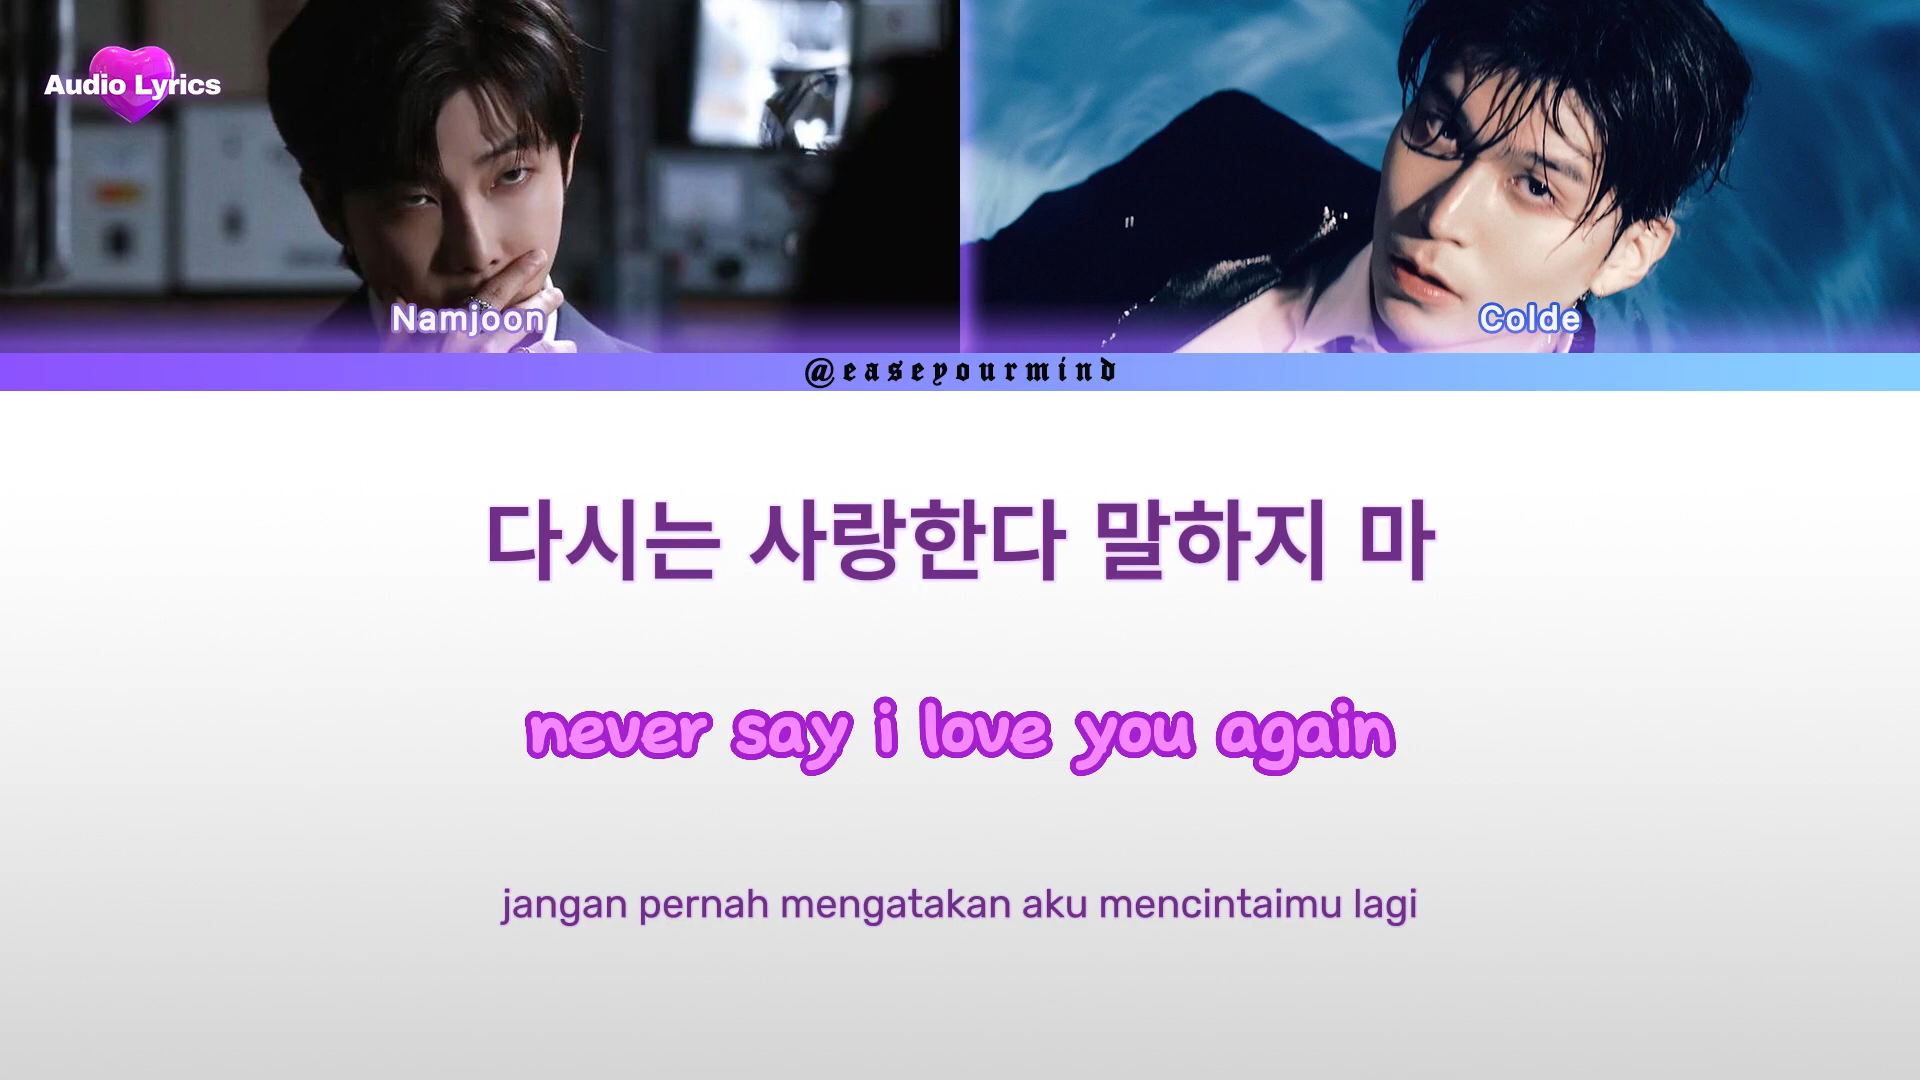 Audio Lyrics
Namjoon
Colde
@easeyourmind
다시는 사랑한다 말하지 마
never say i love you again
jangan pernah mengatakan aku mencintaimu lagi